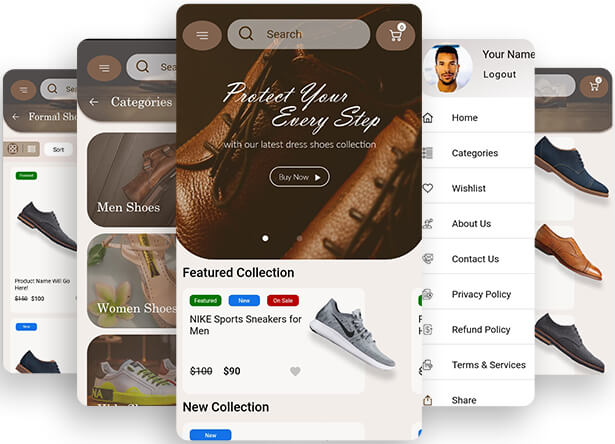 Formal Sho
Sort
Featured
Product Name Will Go
Here!
$150 $100
New
Search
Categories
Men Shoes
Women Shoes
Search
0
Protect Your
Every Step
with our latest dress shoes collection
Buy Now
Featured Collection
Featured
New
On Sale
NIKE Sports Sneakers for
Men
$100 $90
New Collection
New
Your Name
Logout
Home
Categories
Wishlist
About Us
Contact Us
Privacy Policy
Refund Policy
Terms & Services
Share